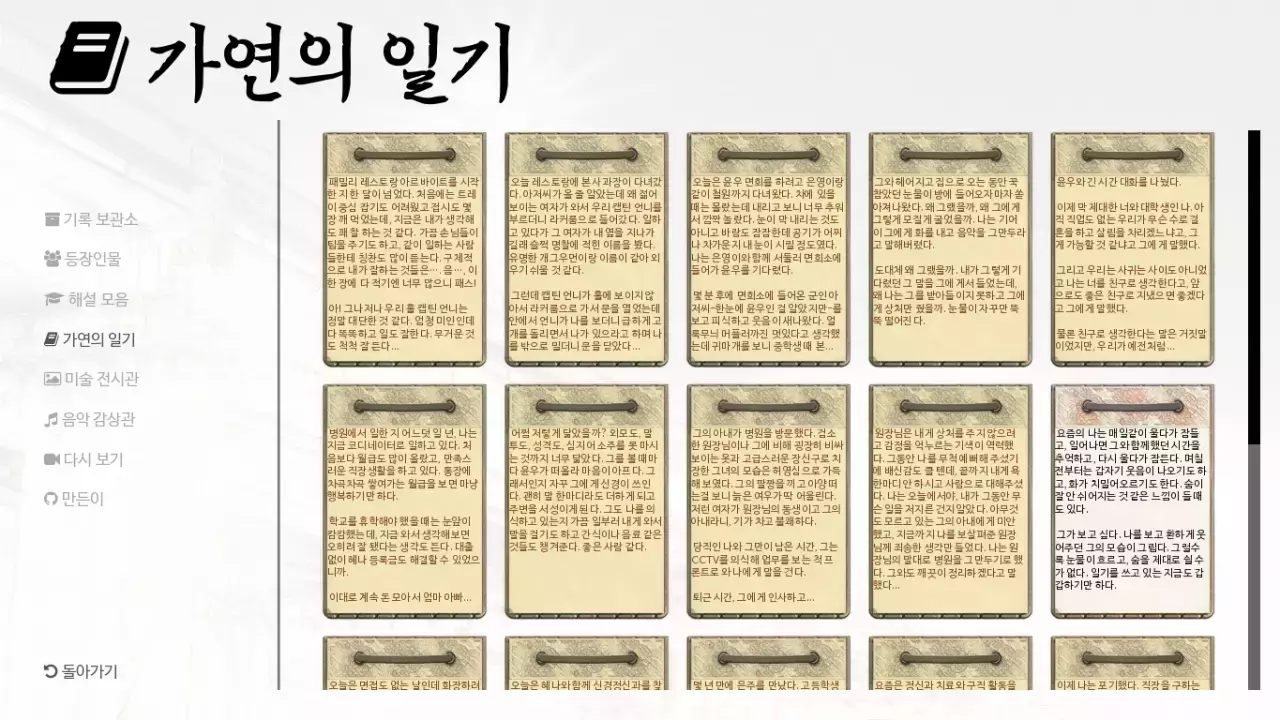 가연의 일기
기록 보관소
등장인물
해설 모음
가연의 일기
미술 전시관
음악 감상관
다시 보기
만든이
돌아가기
패밀리 레스토랑 아르바이트를 시작
한 지 한 달이 넘었다. 처음에는 트레
이 중심 잡기도 어려웠고 접시도 몇
장 깨 먹었는데, 지금은 내가 생각해
도 꽤 잘 하는 것 같다. 가끔 손님들이
팁을 주기도 하고, 같이 일하는 사람
들한테 칭찬도 많이 듣는다. 구체적
으로 내가 잘하는 것들은…. 음…, 이
한 장에 다 적기엔 너무 많으니 패스!
아! 그나저나 우리 홀 캡틴 언니는
정말 대단한 것 같다. 엄청 미인인데
다 똑똑하고 일도 잘한다. 무거운 것
도 척척 잘 든다...
오늘 레스토랑에 본사 과장이 다녀갔
다. 아저씨가 올 줄 알았는데 꽤 젊어
보이는 여자가 와서 우리 캡틴 언니를
부르더니 라커룸으로 들어갔다. 일하
고 있다가 그 여자가 내 옆을 지나가
길래 슬쩍 명찰에 적힌 이름을 봤다.
유명한 개그우먼이랑 이름이 같아 외
우기 쉬울 것 같다.
그런데 캡틴 언니가 홀에 보이지 않
아서 라커룸으로 가서 문을 열었는데
안에서 언니가 나를 보더니 급하게 고
개를 돌리면서 나가 있으라고 하며 나
를 밖으로 밀더니 문을 닫았다...
오늘은 윤우 면회를 하려고 은영이랑
같이 철원까지 다녀왔다. 차에 있을
때는 몰랐는데 내리고 보니 너무 추워
서 깜짝 놀랐다. 눈이 막 내리는 것도
아니고 바람도 잠잠한데 공기가 어찌
나 차가운지 내 눈이 시릴 정도였다.
나는 은영이와 함께 서둘러 면회소에
들어가 윤우를 기다렸다.
몇 분 후에 면회소에 들어온 군인 아
저씨-한눈에 윤우인 걸 알았지만-를
보고 피식하고 웃음이 새나왔다. 얼
룩무늬 머플러까진 멋있다고 생각했
는데 귀마개를 보니 중학생 때 본...
그와 헤어지고 집으로 오는 동안 꾹
참았던 눈물이 방에 들어오자마자 쏟
아져 나왔다. 왜 그랬을까. 왜 그에게
그렇게 모질게 굴었을까. 나는 기어
이 그에게 화를 내고 음악을 그만두라
고 말해버렸다.
도대체 왜 그랬을까. 내가 그렇게 기
다렸던 그 말을 그에게서 들었는데,
왜 나는 그를 받아들이지 못하고 그에
게 상처만 줬을까. 눈물이 자꾸만 뚝
뚝 떨어진다.
윤우와 긴 시간 대화를 나눴다.
이제 막 제대한 너와 대학생인 나. 아
직 직업도 없는 우리가 무슨 수로 결
혼을 하고 살림을 차리겠느냐고, 그
게 가능할 것 같냐고 그에게 말했다.
그리고 우리는 사귀는 사이도 아니었
고 나는 너를 친구로 생각한다고, 앞
으로도 좋은 친구로 지냈으면 좋겠다
고 그에게 말했다.
물론 친구로 생각한다는 말은 거짓말
이었지만, 우리가 예전처럼...
병원에서 일한 지 어느덧 일 년. 나는
지금 코디네이터로 일하고 있다. 처
음보다 월급도 많이 올랐고, 만족스
러운 직장생활을 하고 있다. 통장에
차곡차곡 쌓여가는 월급을 보면 마냥
행복하기만 하다.
학교를 휴학해야 했을 때는 눈앞이
캄캄했는데, 지금 와서 생각해 보면
오히려 잘 됐다는 생각도 든다. 대출
없이 혜나 등록금도 해결할 수 있었으
니까.
이대로 계속 돈 모아서 엄마 아빠...
어쩜 저렇게 닮았을까? 외모도, 말
투도, 성격도, 심지어 소주를 못 마시
는 것까지 너무 닮았다. 그를 볼 때마
다 윤우가 떠올라 마음이 아프다. 그
래서인지 자꾸 그에게 신경이 쓰인
다. 괜히 말 한마디라도 더 하게 되고
주변을 서성이게 된다. 그도 나를 의
식하고 있는지 가끔 일부러 내게 와서
말을 걸기도 하고 간식이나 음료 같은
것들도 챙겨준다. 좋은 사람 같다.
그의 아내가 병원을 방문했다. 검소
한 원장님이나 그에 비해 굉장히 비싸
보이는 옷과 고급스러운 장신구로 치
장한 그녀의 모습은 허영심으로 가득
해 보였다. 그의 팔짱을 끼고 아양 떠
는걸 보니 늙은 여우가 딱 어울린다.
저런 여자가 원장님의 동생이고 그의
아내라니, 기가 차고 불쾌하다.
당직인 나와 그만이 남은 시간, 그는
CCTV를 의식해 업무를 보는 척 프
론트로 와 나에게 말을 건다.
퇴근 시간, 그에게 인사하고...
원장님은 내게 상처를 주지 않으려
고 감정을 억누르는 기색이 역력했
다. 그동안 나를 무척 예뻐해 주셨기
에 배신감도 클 텐데, 끝까지 내게 욕
한마디 안 하시고 사람으로 대해주셨
다. 나는 오늘에서야, 내가 그동안 무
슨 일을 저지른 건지 알았다. 아무것
도 모르고 있는 그의 아내에게 미안
했고, 지금까지 나를 보살펴준 원장
님께 죄송한 생각만 들었다. 나는 원
장님의 말대로 병원을 그만두기로 했
다. 그와도 깨끗이 정리하겠다고 말
했다...
요즘의 나는 매일같이 울다가 잠들
고, 일어나면 그와 함께했던 시간을
추억하고, 다시 울다가 잠든다. 며칠
전부터는 갑자기 웃음이 나오기도 하
고, 화가 치밀어오르기도 한다. 숨이
잘 안 쉬어지는 것 같은 느낌이 들 때
도 있다.
그가 보고 싶다. 나를 보고 환하게 웃
어주던 그의 모습이 그립다. 그럴수
록 눈물이 흐르고, 숨을 제대로 쉴 수
가 없다. 일기를 쓰고 있는 지금도 갑
갑하기만 하다.
오늘은 면접도 없는 날인데 화장하려
오늘은 혜나와 함께 신경정신과를 찾
몇 년 만에 은주를 만났다. 고등학생
요즘은 정신과 치료와 구직 활동을
이제 나는 포기했다. 직장을 구하는